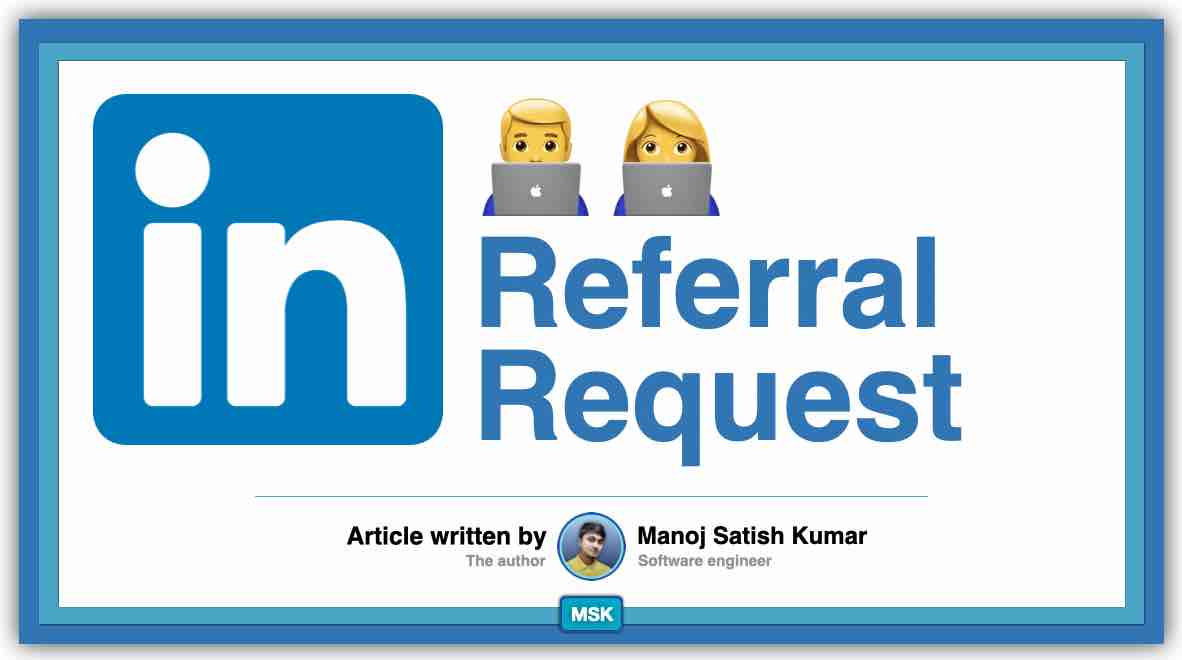 in
Referral
Request
Article written by
The author
Manoj Satish Kumar
Software engineer
MSK